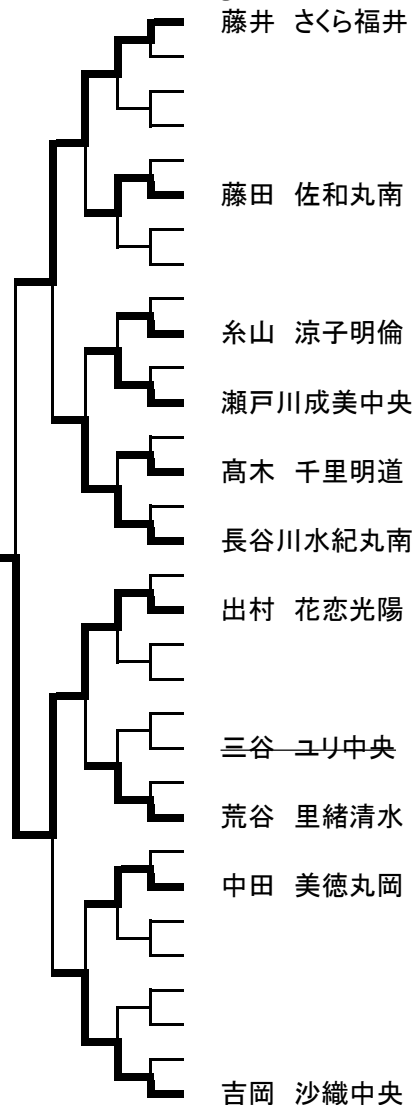 藤井　さくら福井
藤田　佐和丸南
糸山　涼子明倫
瀬戸川成美中央
髙木　千里明道
長谷川水紀丸南
出村　花恋光陽
三谷　ユリ中央
荒谷　里緒清水
中田　美徳丸岡
吉岡　沙織中央